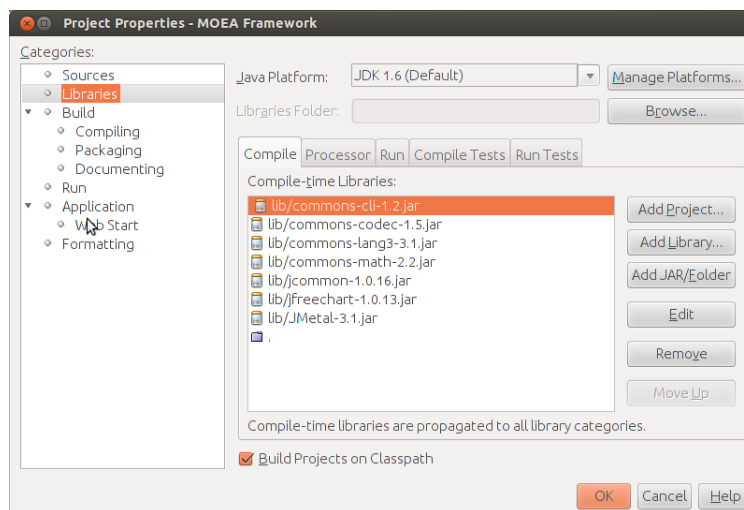 Project Properties - MOEA Framework
Categories:
Sources
Libraries
Build
Compiling
Packaging
Documenting
Run
Application
Web Start
Formatting
Java Platform: JDK 1.6 (Default) Manage Platforms...
Libraries Folder: Browse...
Compile Processor Run Compile Tests Run Tests
Compile-time Libraries:
lib/commons-cli-1.2.jar
lib/commons-codec-1.5.jar
lib/commons-lang3-3.1.jar
lib/commons-math-2.2.jar
lib/jcommon-1.0.16.jar
lib/jfreechart-1.0.13.jar
lib/JMetal-3.1.jar
.
Add Project...
Add Library...
Add JAR/Folder
Edit
Remove
Move Up
Compile-time libraries are propagated to all library categories.
Build Projects on Classpath
OK Cancel Help